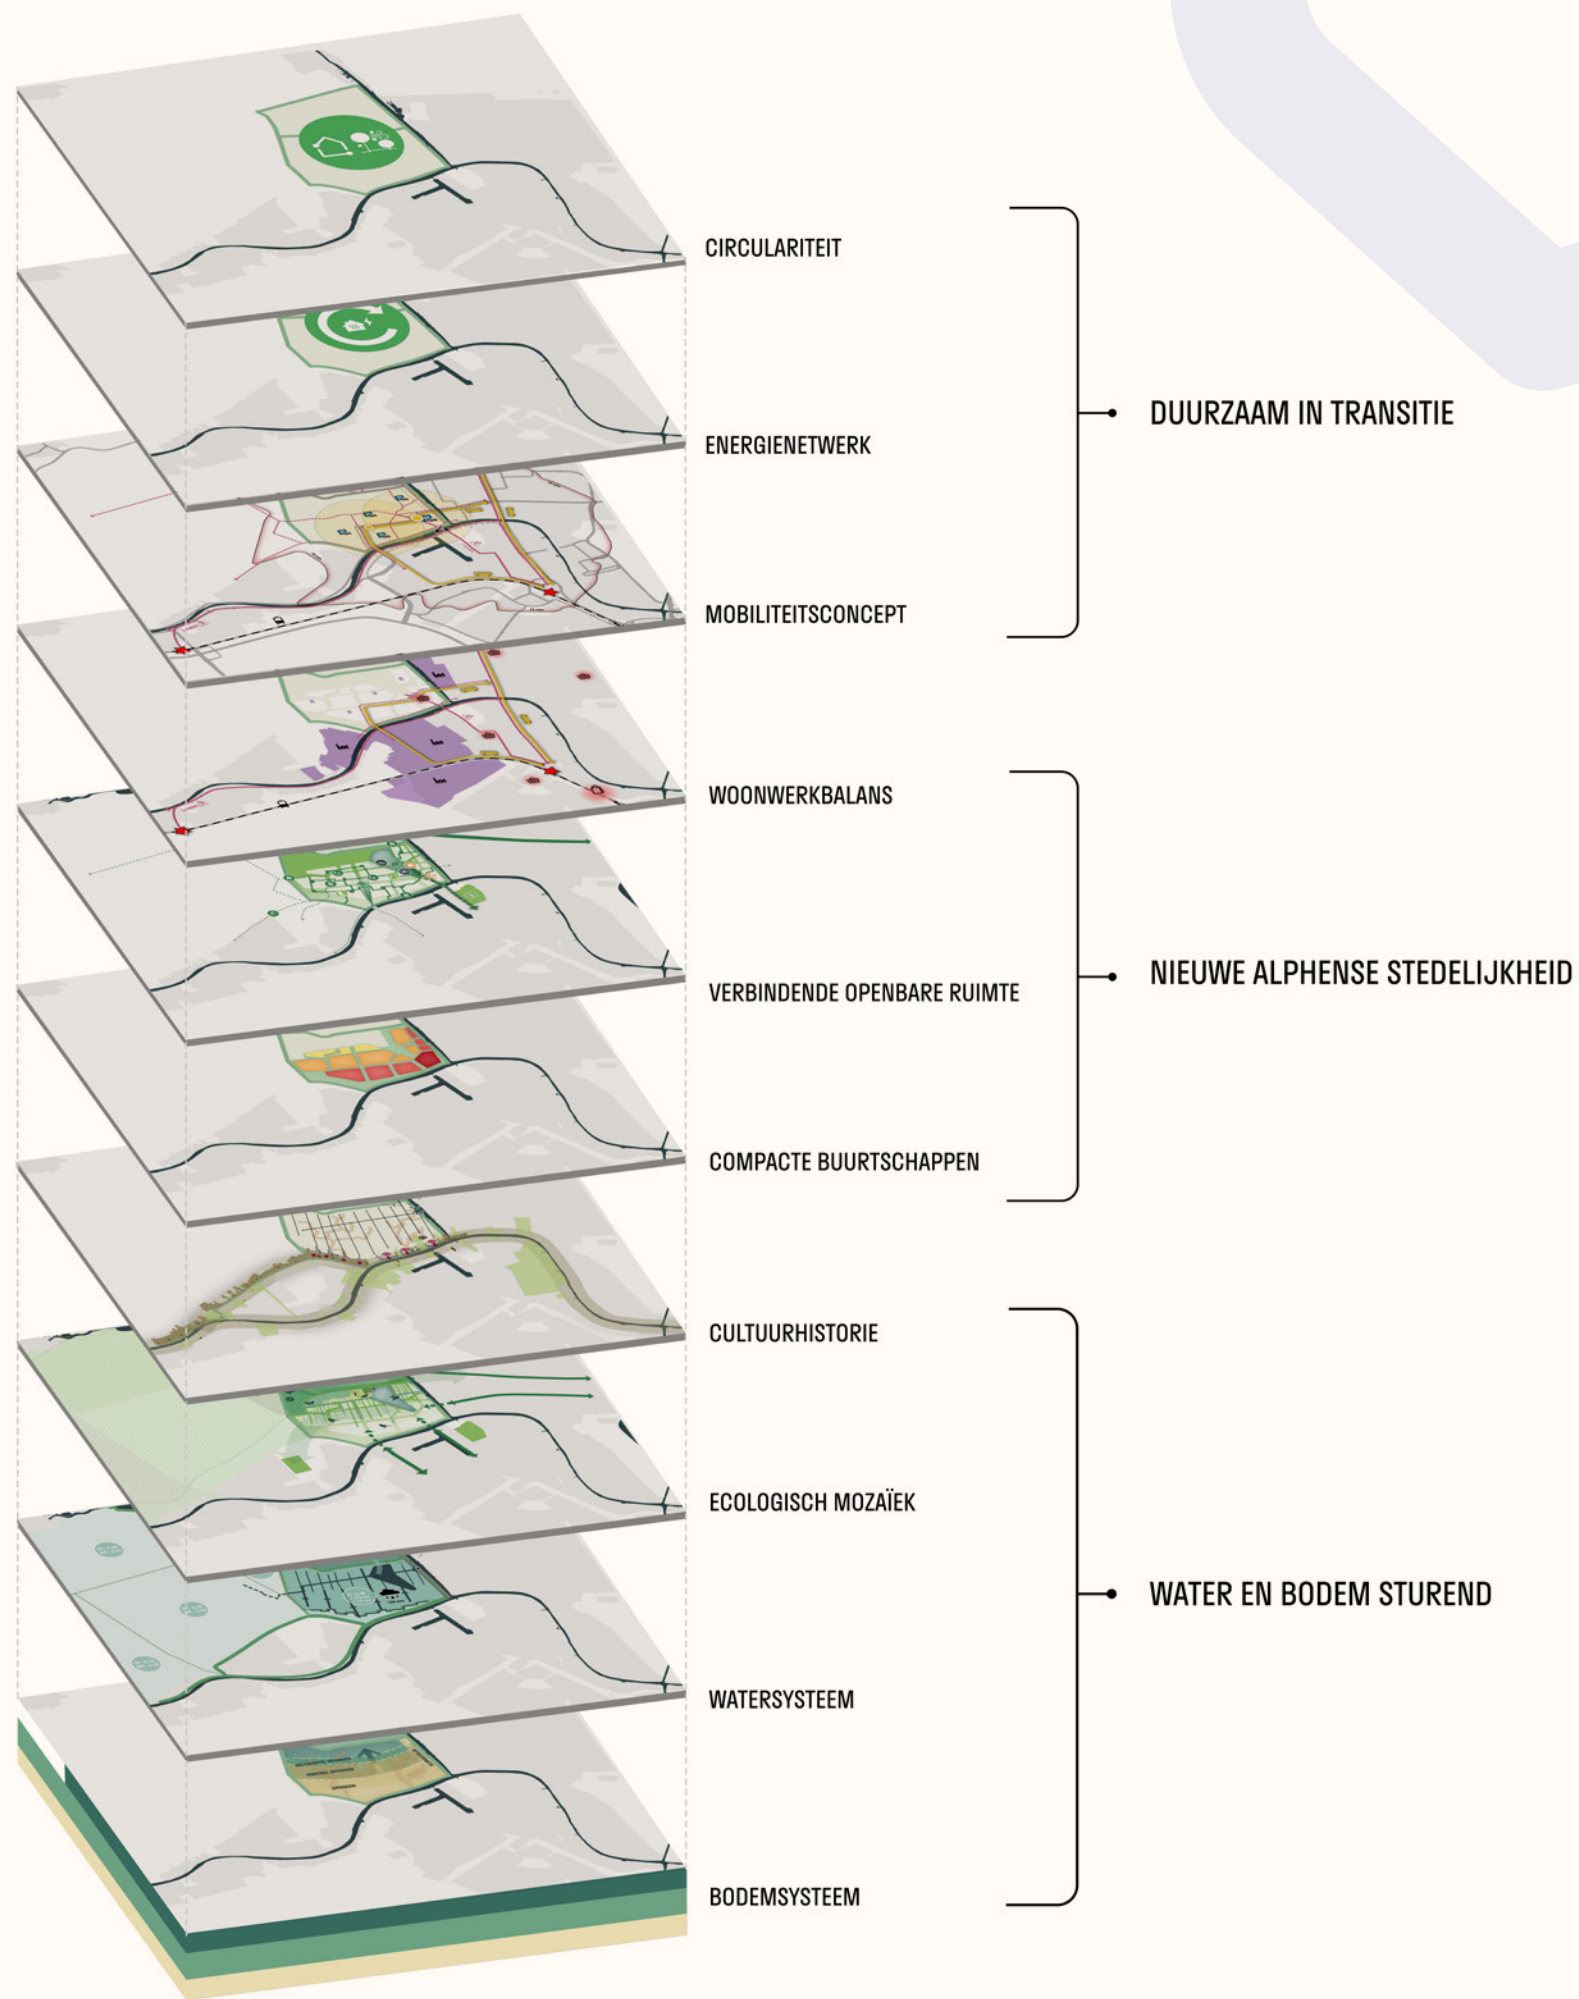 CIRCULARITEIT
ENERGIENETWERK
DUURZAAM IN TRANSITIE
MOBILITEITSCONCEPT
WOONWERKBALANS
VERBINDENDE OPENBARE RUIMTE
NIEUWE ALPHENSE STEDELIJKHEID
COMPACTE BUURTSCHAPPEN
CULTUURHISTORIE
ECOLOGISCH MOZAÏEK
WATER EN BODEM STUREND
WATERSYSTEEM
BODEMSYSTEEM